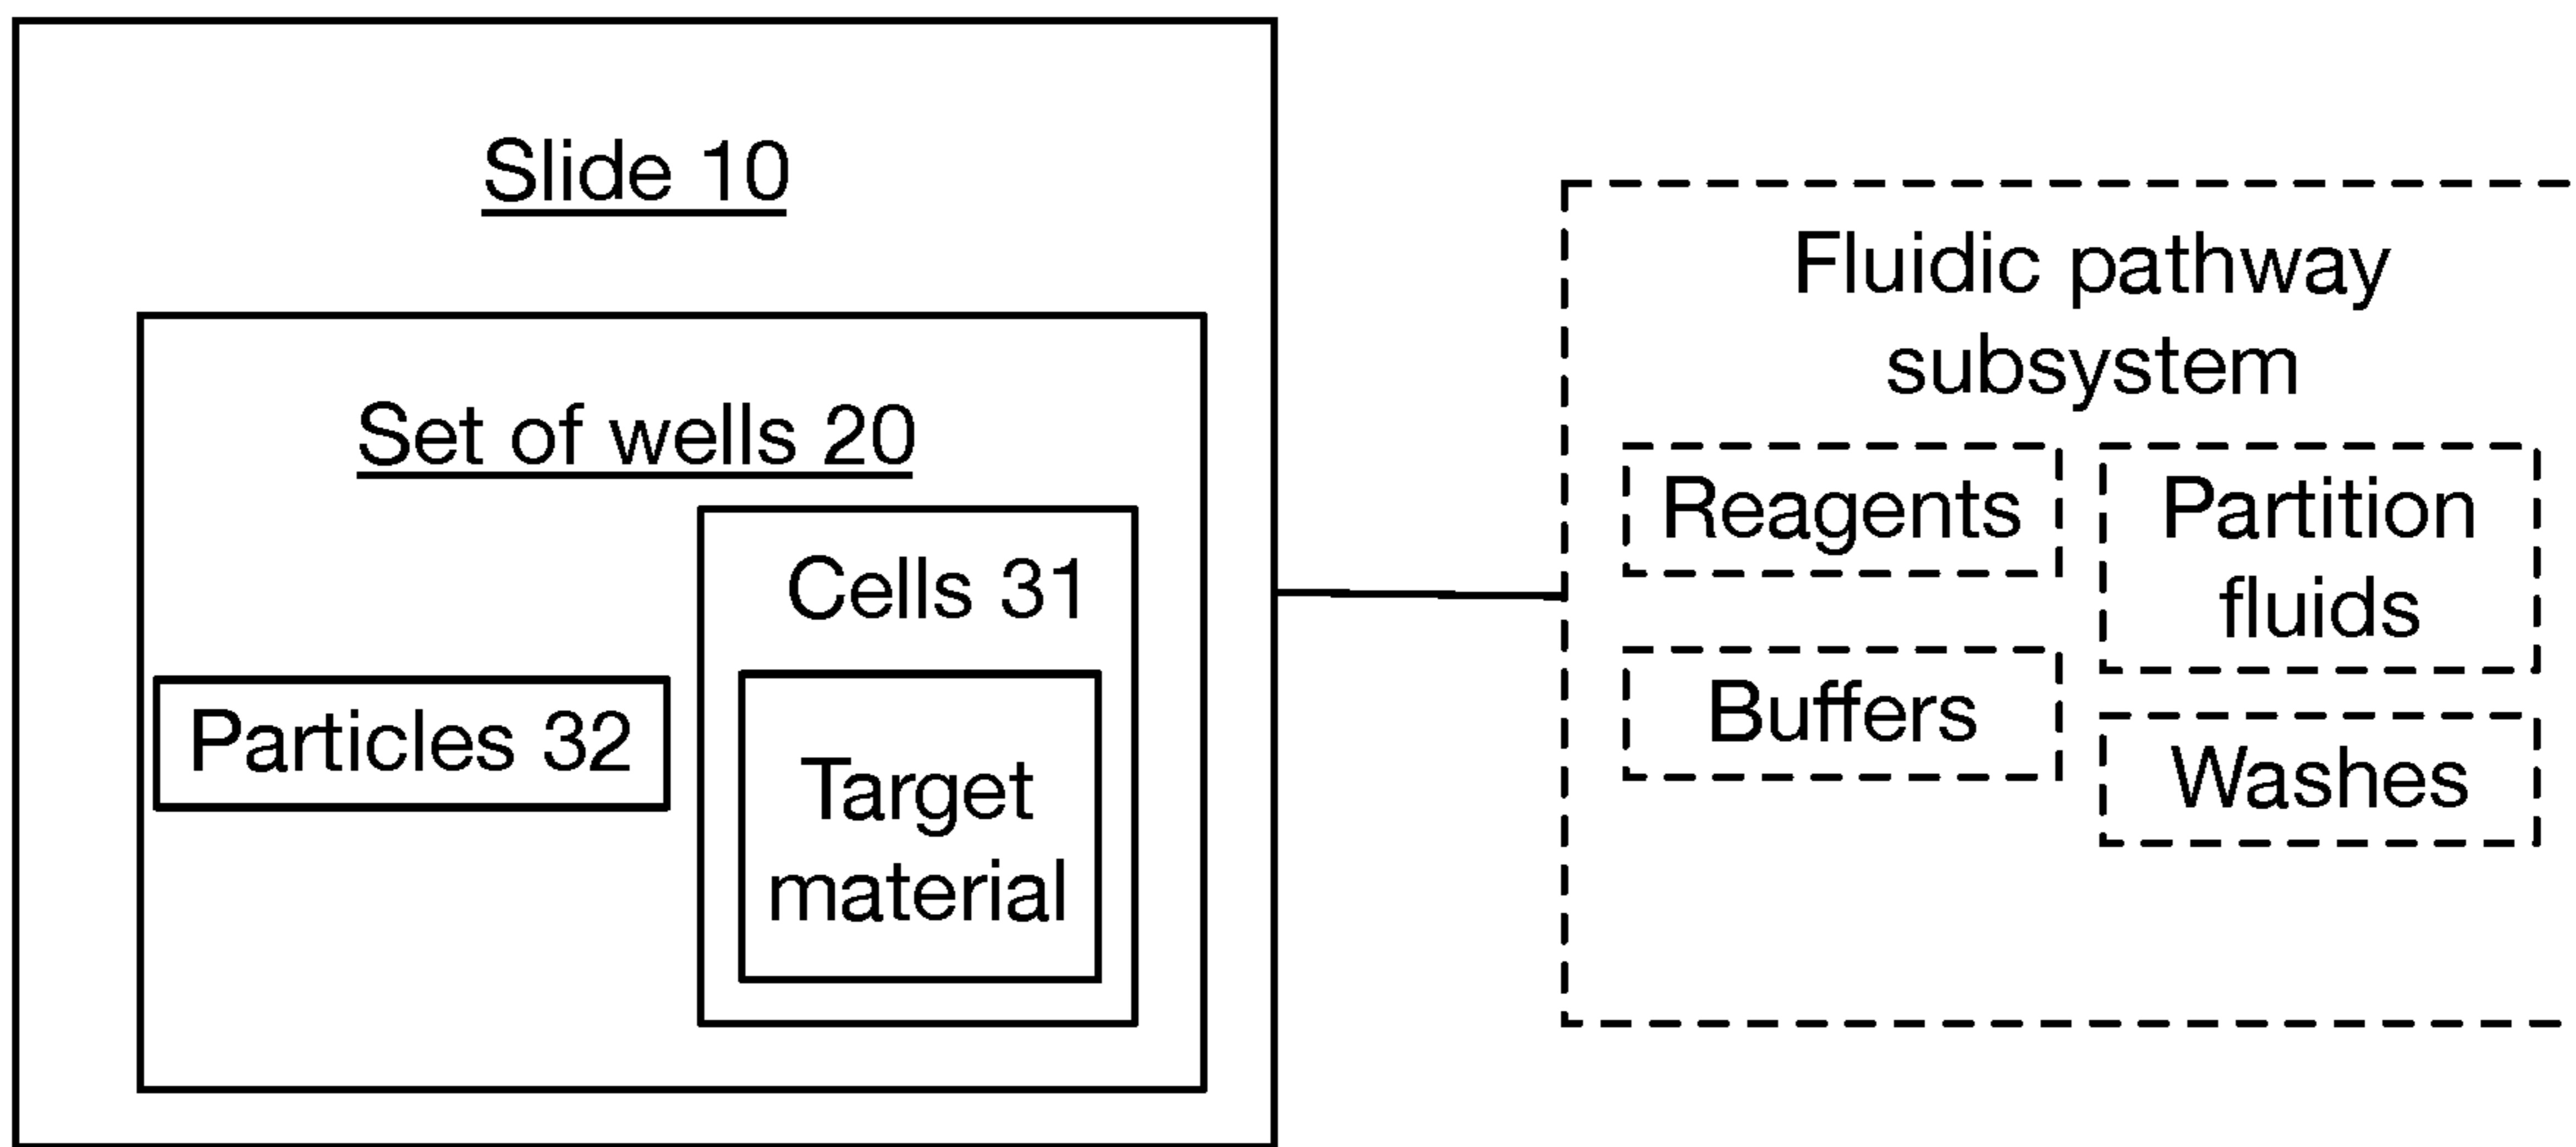 Slide 10
Set of wells 20
Cells 31
Particles 32
Target
material
Fluidic pathway
subsystem
Reagents
Partition
fluids
Buffers
Washes